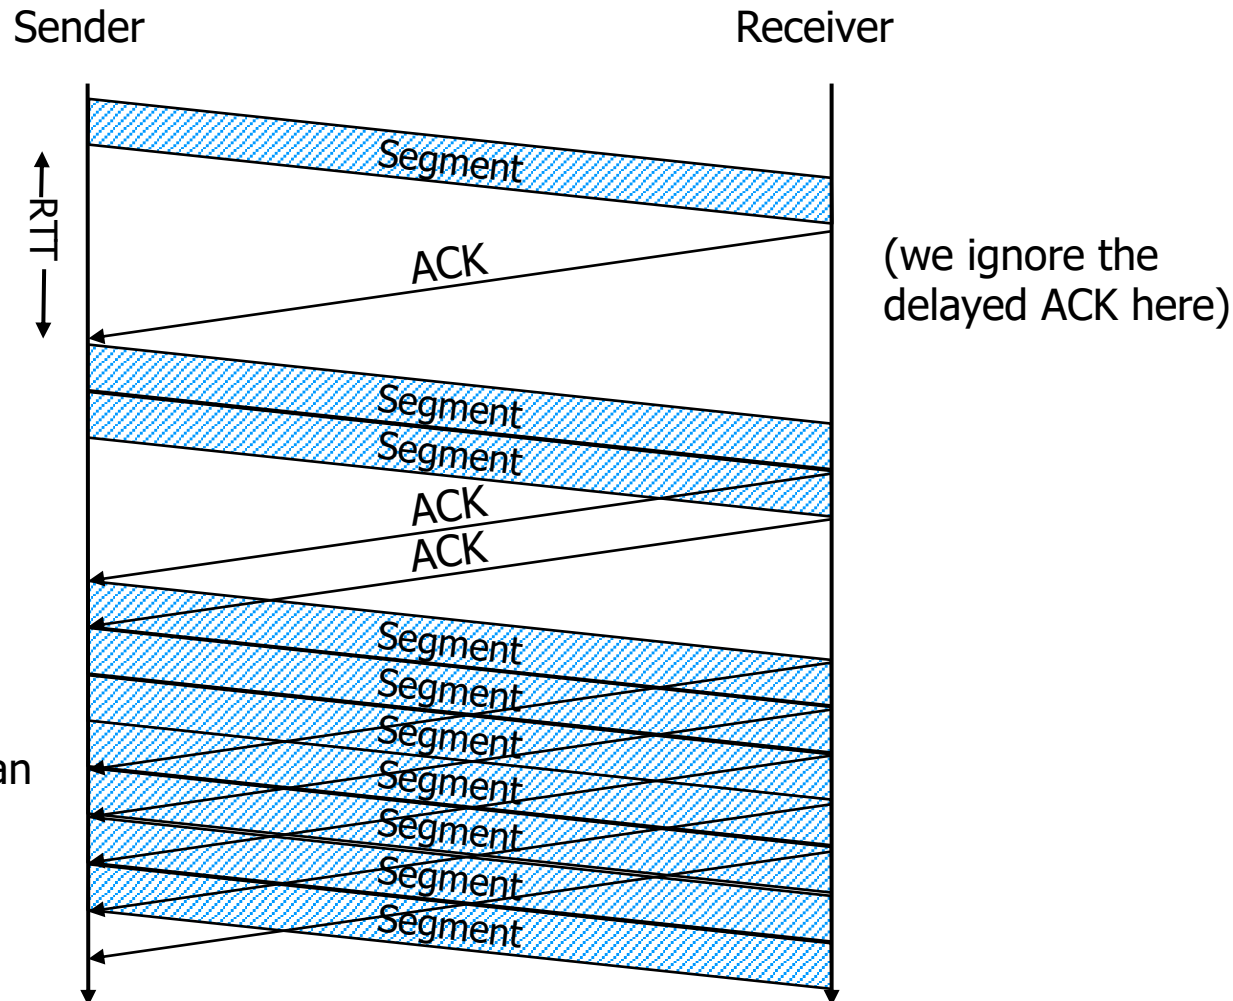 Sender
Receiver
Segment
RTT
ACK
(we ignore the
delayed ACK here)
Segment
Segment
ACK
ACK
Segment
Segment
Segment
an
Segment
Segment
Segment
Segment